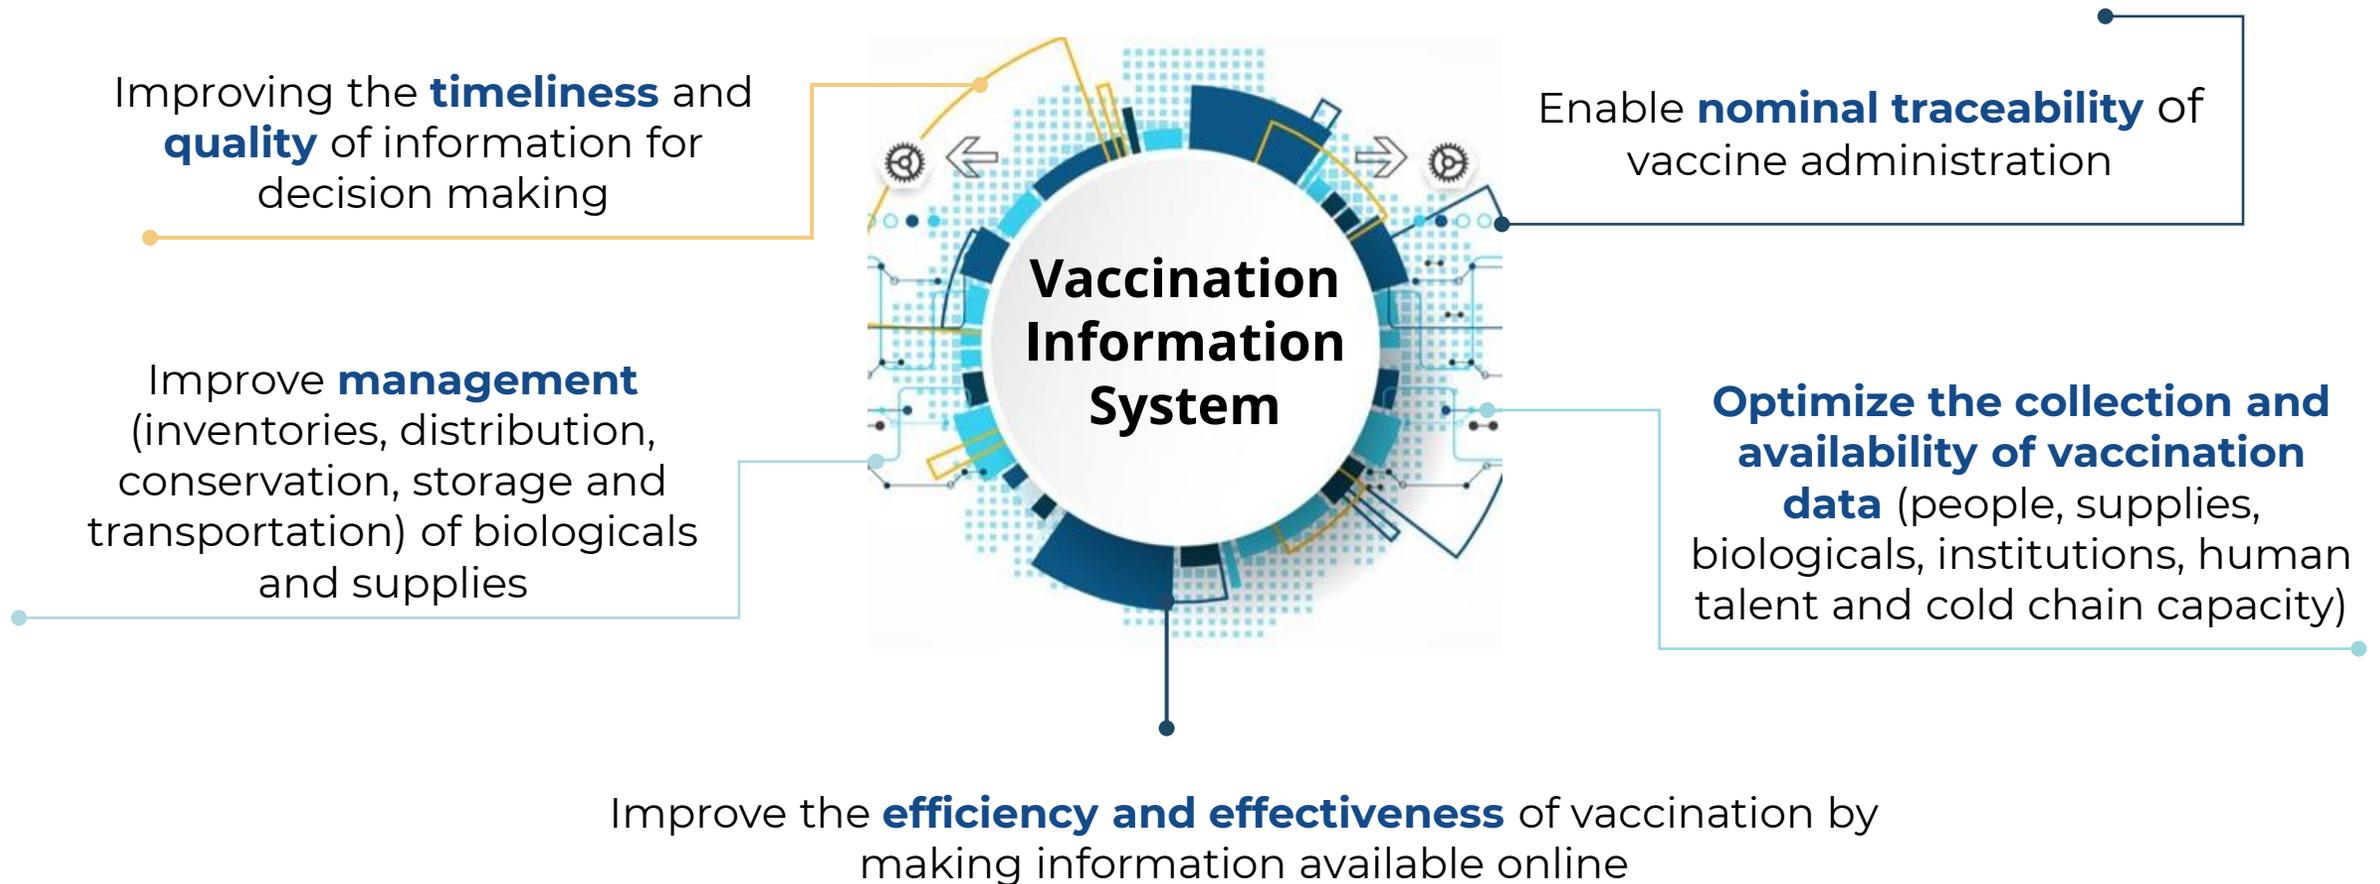 Improving the timeliness and
quality of information for
decision making
Enable nominal traceability of
vaccine administration
Vaccination
Information
System
Improve management
(inventories, distribution,
conservation, storage and
transportation) of biologicals
and supplies
Optimize the collection and
availability of vaccination
data (people, supplies,
biologicals, institutions, human
talent and cold chain capacity)
Improve the efficiency and effectiveness of vaccination by
making information available online